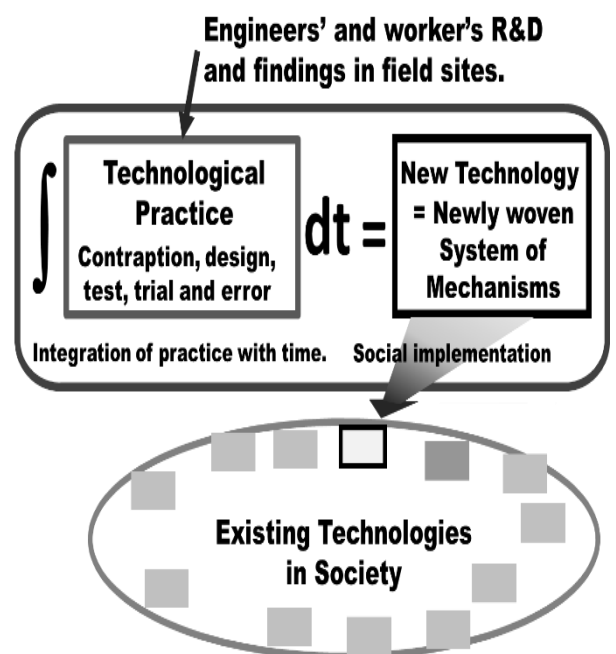 Engineers' and worker's R&D
and findings in field sites.
∫
Technological
Practice
Contraption, design,
test, trial and error
dt =
New Technology
= Newly woven
System of
Mechanisms
Integration of practice with time.
Social implementation
Existing Technologies
in Society